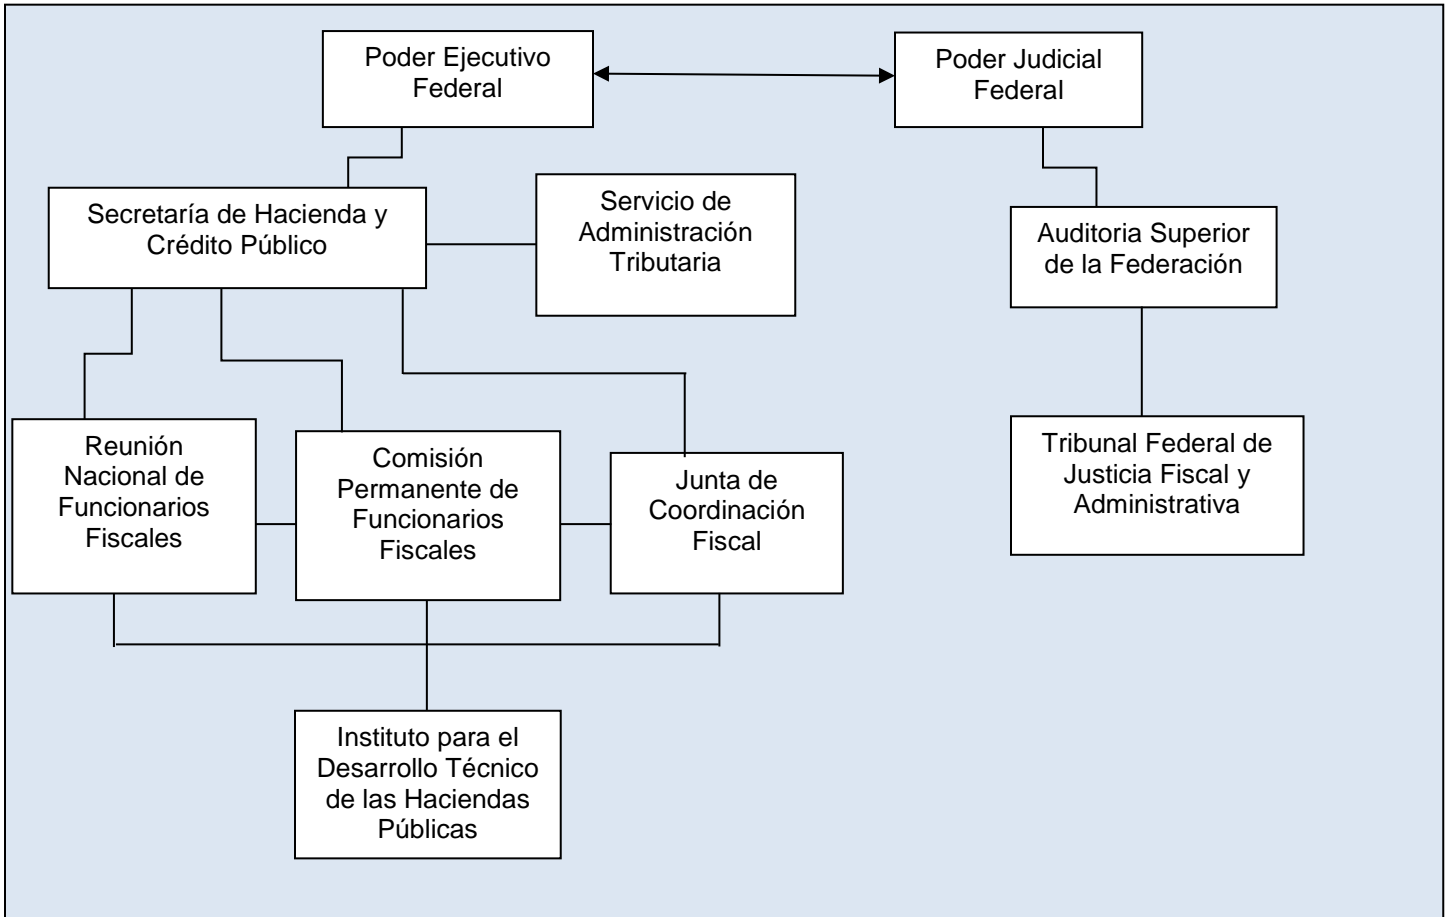 Poder Ejecutivo
Federal
Poder Judicial
Federal
Secretaría de Hacienda y
Crédito Público
Servicio de
Administración
Tributaria
Auditoria Superior
de la Federación
Reunión
Nacional de
Funcionarios
Fiscales
Comisión
Permanente de
Funcionarios
Fiscales
Junta de
Coordinación
Fiscal
Tribunal Federal de
Justicia Fiscal y
Administrativa
Instituto para el
Desarrollo Técnico
de las Haciendas
Públicas